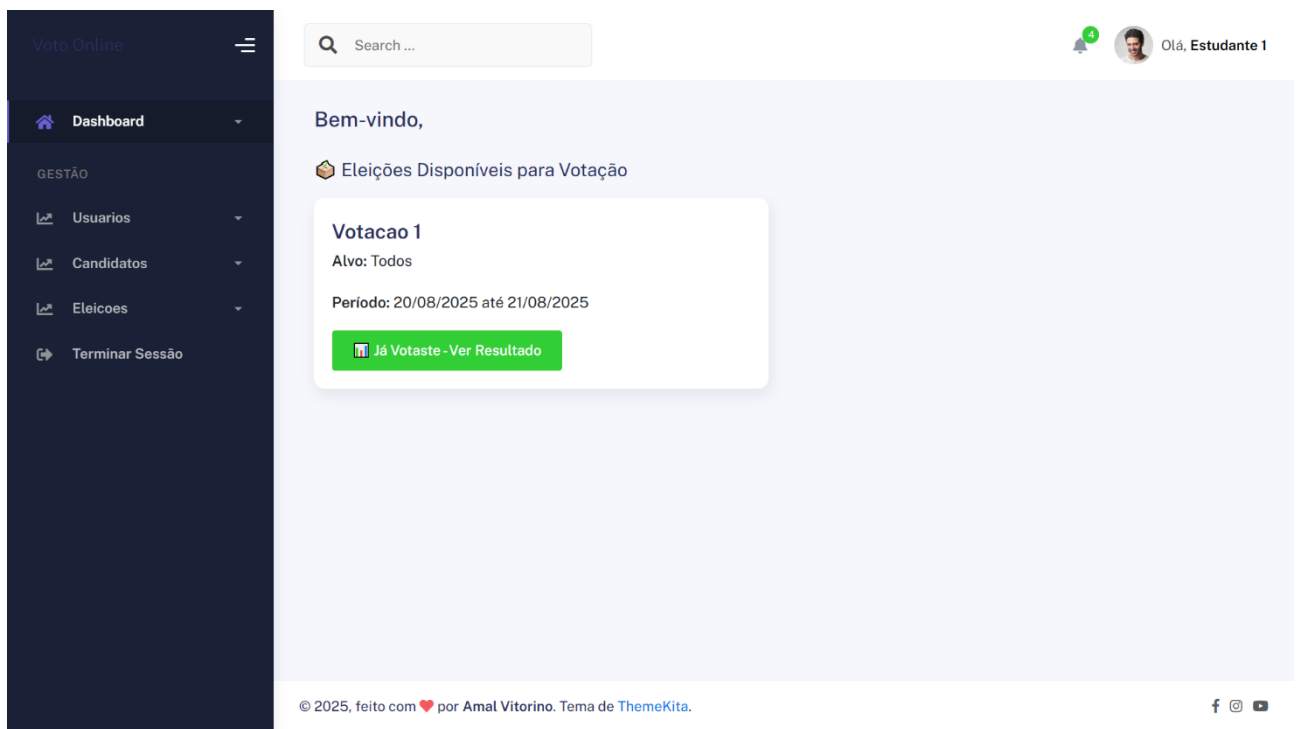 Voto Online
Search ...
4
Olá, Estudante 1
Dashboard
GESTÃO
Usuarios
Candidatos
Eleicoes
Terminar Sessão
Bem-vindo,
Eleições Disponíveis para Votação
Votacao 1
Alvo: Todos
Período: 20/08/2025 até 21/08/2025
Já Votaste - Ver Resultado
© 2025, feito com ❤ por Amal Vitorino. Tema de ThemeKita.